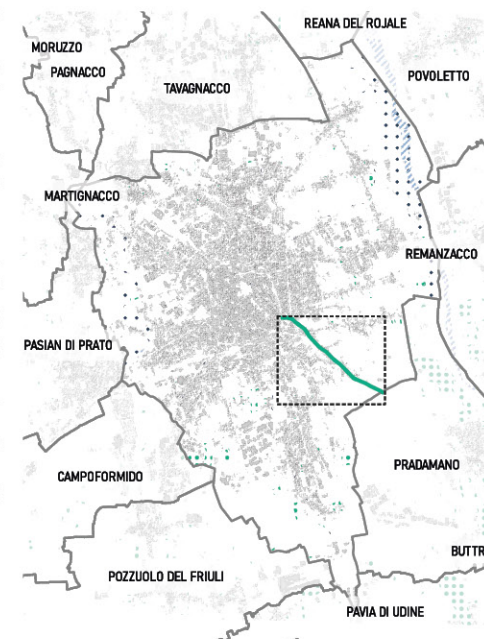 REANA DEL ROJALE
MORUZZO
PAGNACCO
POVOLETTO
TAVAGNACCO
MARTIGNACCO
REMANZACCO
PASIAN DI PRATO
PRADAMANO
CAMPOFORMIDO
BUTTR
POZZUOLO DEL FRIULI
PAVIA DI UDINE